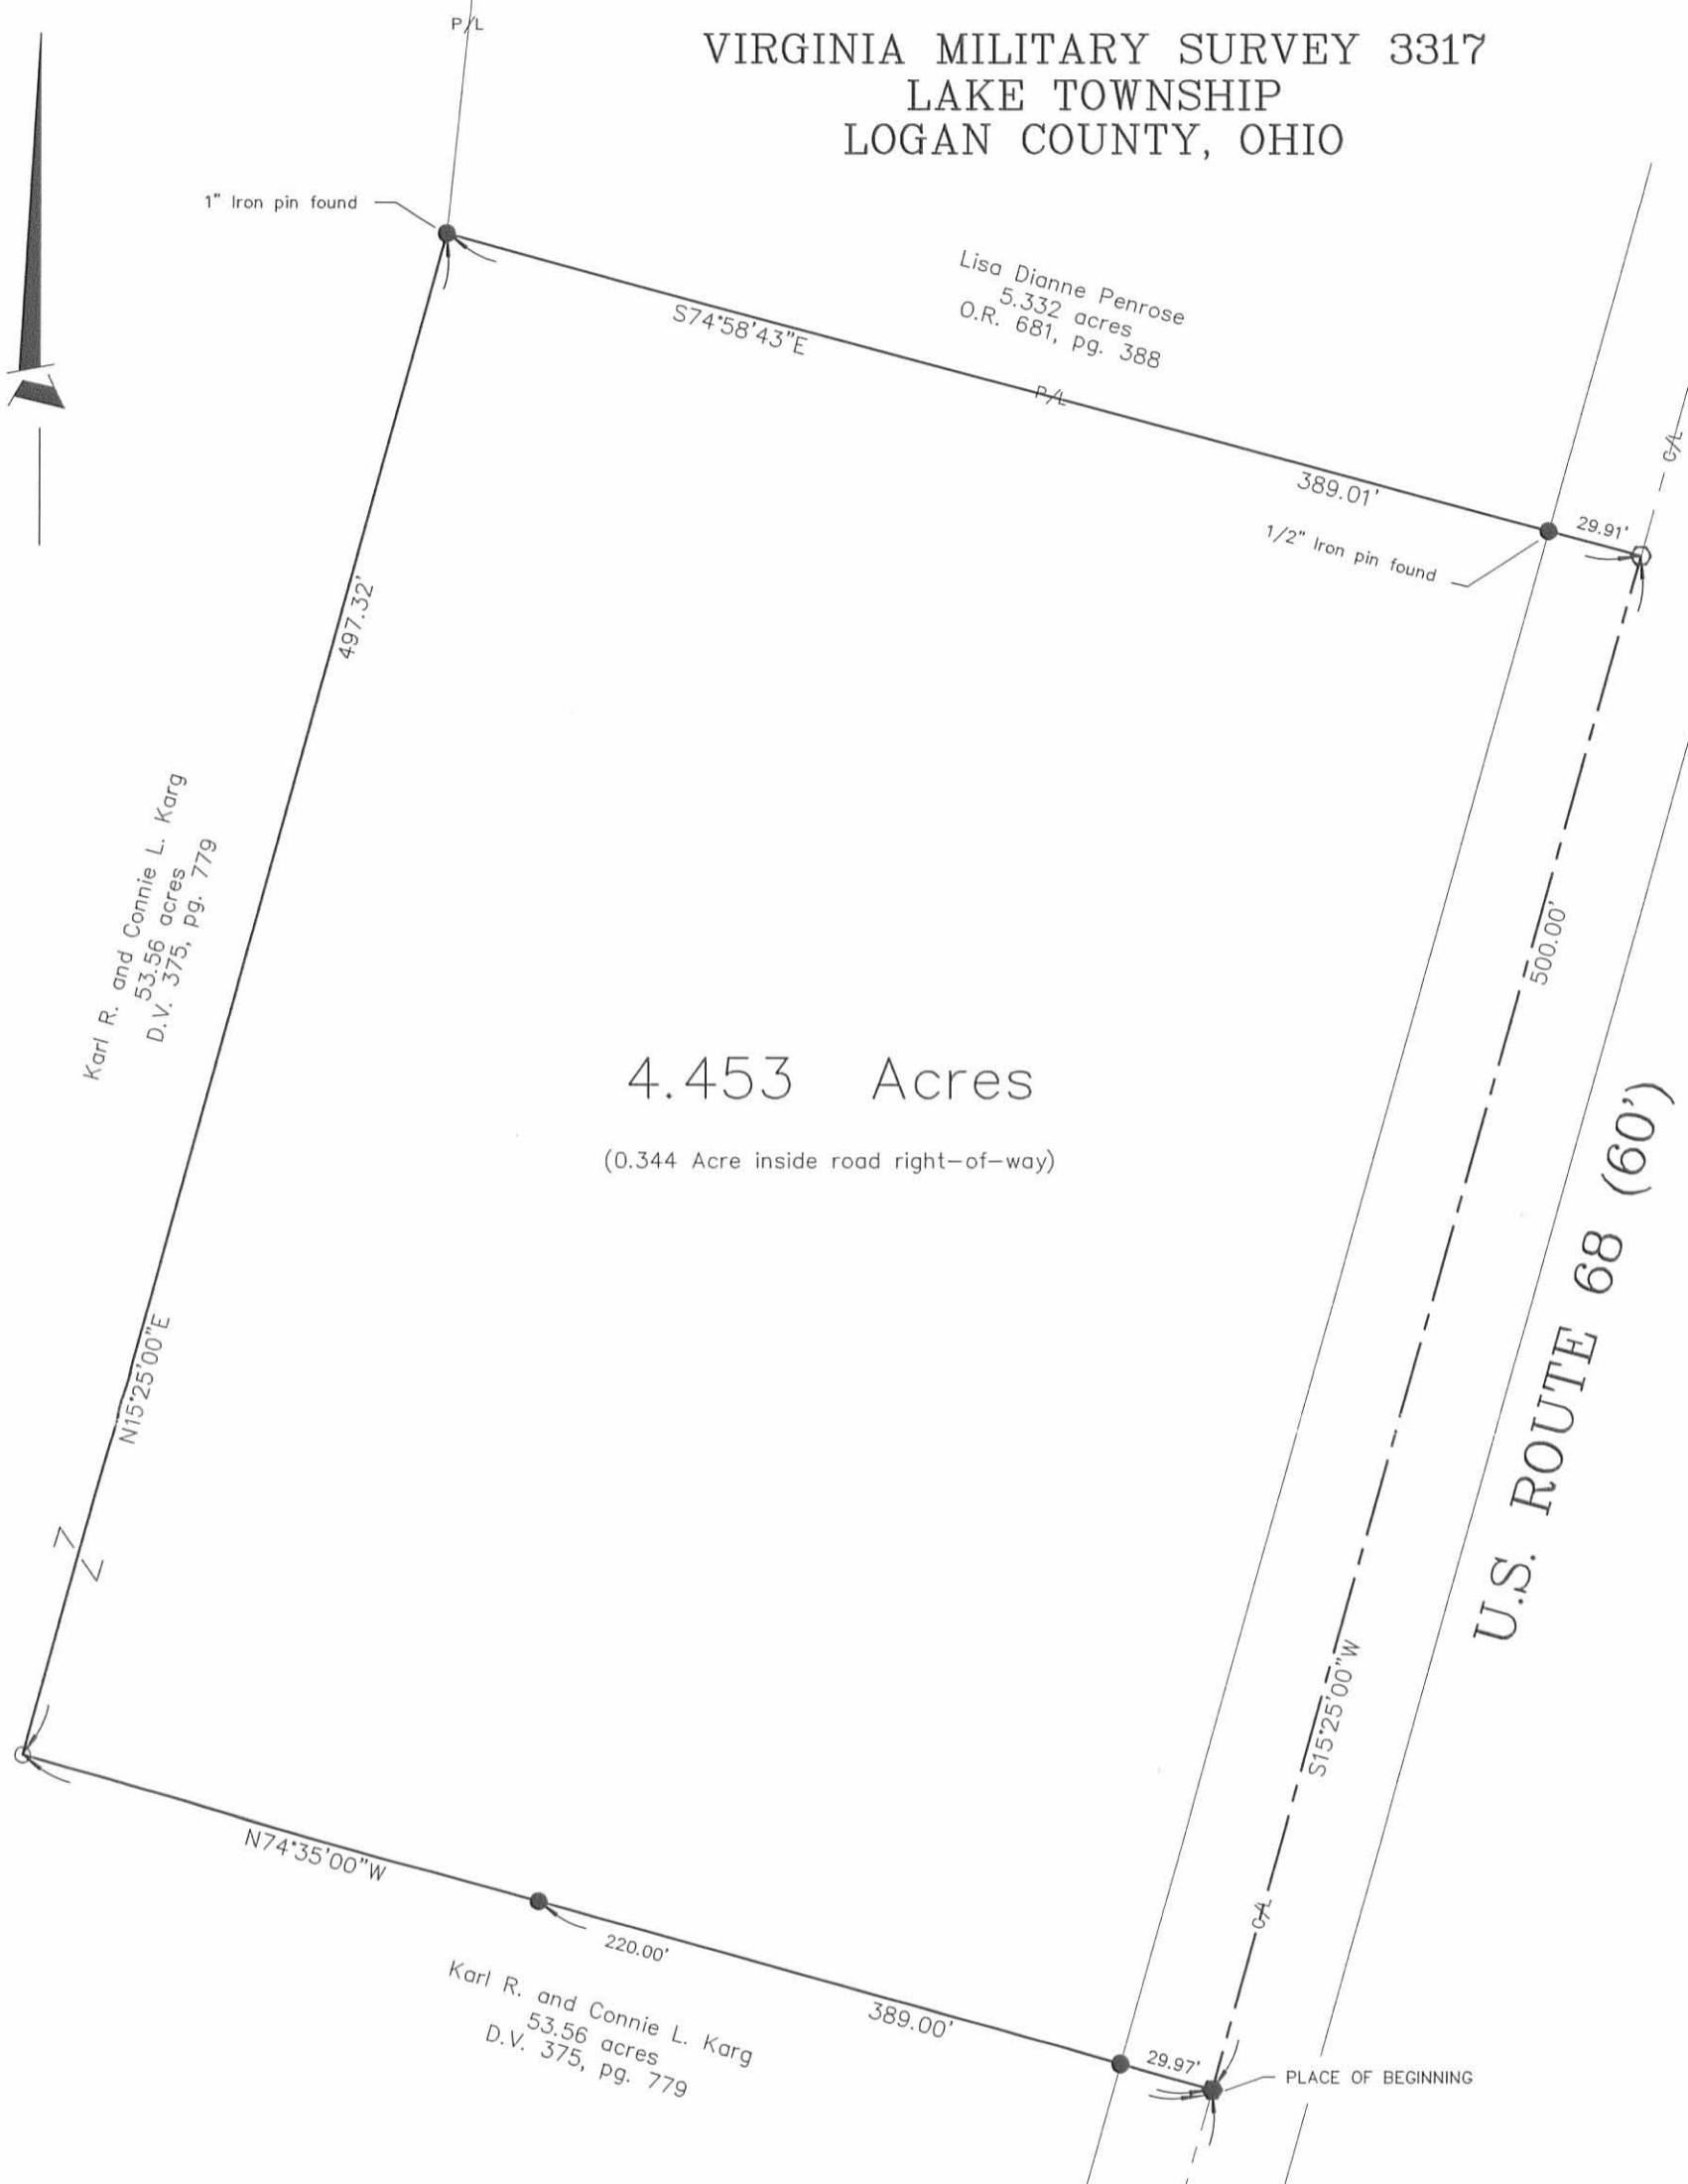 P/L
VIRGINIA MILITARY SURVEY 3317
LAKE TOWNSHIP
LOGAN COUNTY, OHIO
1" Iron pin found
Lisa Dianne Penrose
5.332 acres
O.R. 681, pg. 388
S74°58'43"E
P/L
389.01'
C/L
29.91'
1/2" Iron pin found
497.32'
Karl R. and Connie L. Karg
53.56 acres
D.V. 375, pg. 779
500.00'
4.453 Acres
(0.344 Acre inside road right-of-way)
U.S. ROUTE 68 (60')
N15°25'00"E
Z
Z
S15°25'00"W
N74°35'00"W
C/L
220.00'
Karl R. and Connie L. Karg
53.56 acres
D.V. 375, pg. 779
389.00'
29.97'
PLACE OF BEGINNING